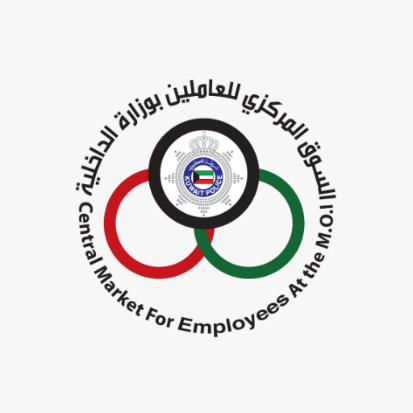 السوق المركزي للعاملين بوزارة الداخلية
KUWAIT POLICE
Central Market For Employees At the M.O.I